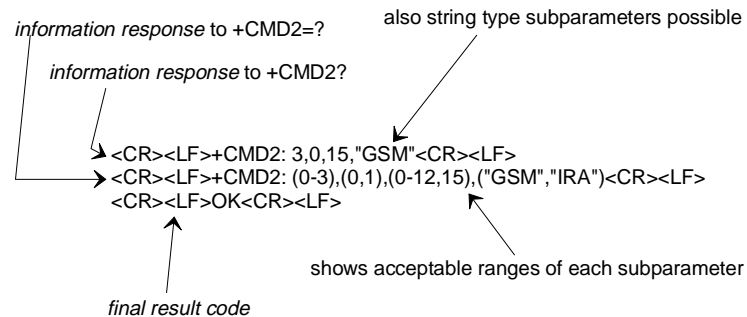 also string type subparameters possible
information response to +CMD2=?
information response to +CMD2?
<CR><LF>+CMD2: 3,0,15,"GSM"<CR><LF>
<CR><LF>+CMD2: (0-3),(0,1),(0-12,15),("GSM","IRA")<CR><LF>
<CR><LF>OK<CR><LF>
shows acceptable ranges of each subparameter
final result code